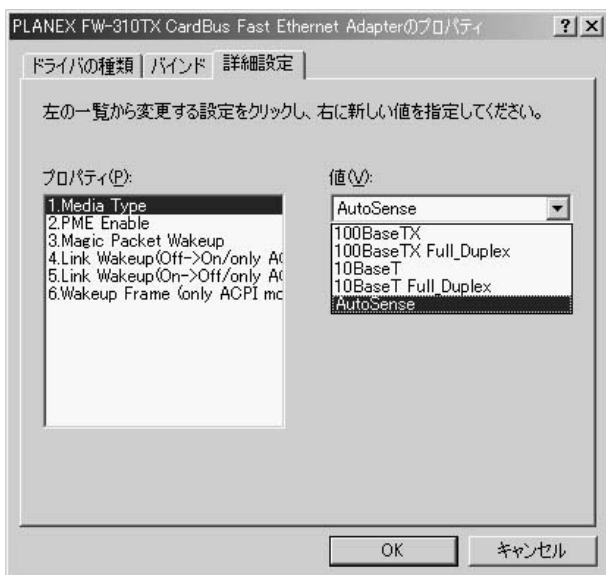 PLANEX FW-310TX CardBus Fast Ethernet Adapterのプロパティ
ドライバの種類 バインド 詳細設定
左の一覧から変更する設定をクリックし、右に新しい値を指定してください。
プロパティ(P):
1.Media Type
2.PME Enable
3.Magic Packet Wakeup
4.Link Wakeup(Off->On/only A
5.Link Wakeup(On->Off/only A
6.Wakeup Frame (only ACPI mo
値(V):
AutoSense
100BaseTX
100BaseTX Full_Duplex
10BaseT
10BaseT Full_Duplex
AutoSense
OK キャンセル